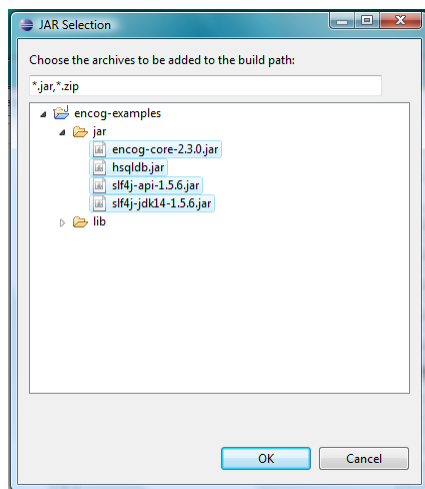 JAR Selection
Choose the archives to be added to the build path:
*.jar,*.zip
encog-examples
jar
encog-core-2.3.0.jar
hsqldb.jar
slf4j-api-1.5.6.jar
slf4j-jdk14-1.5.6.jar
lib
OK
Cancel